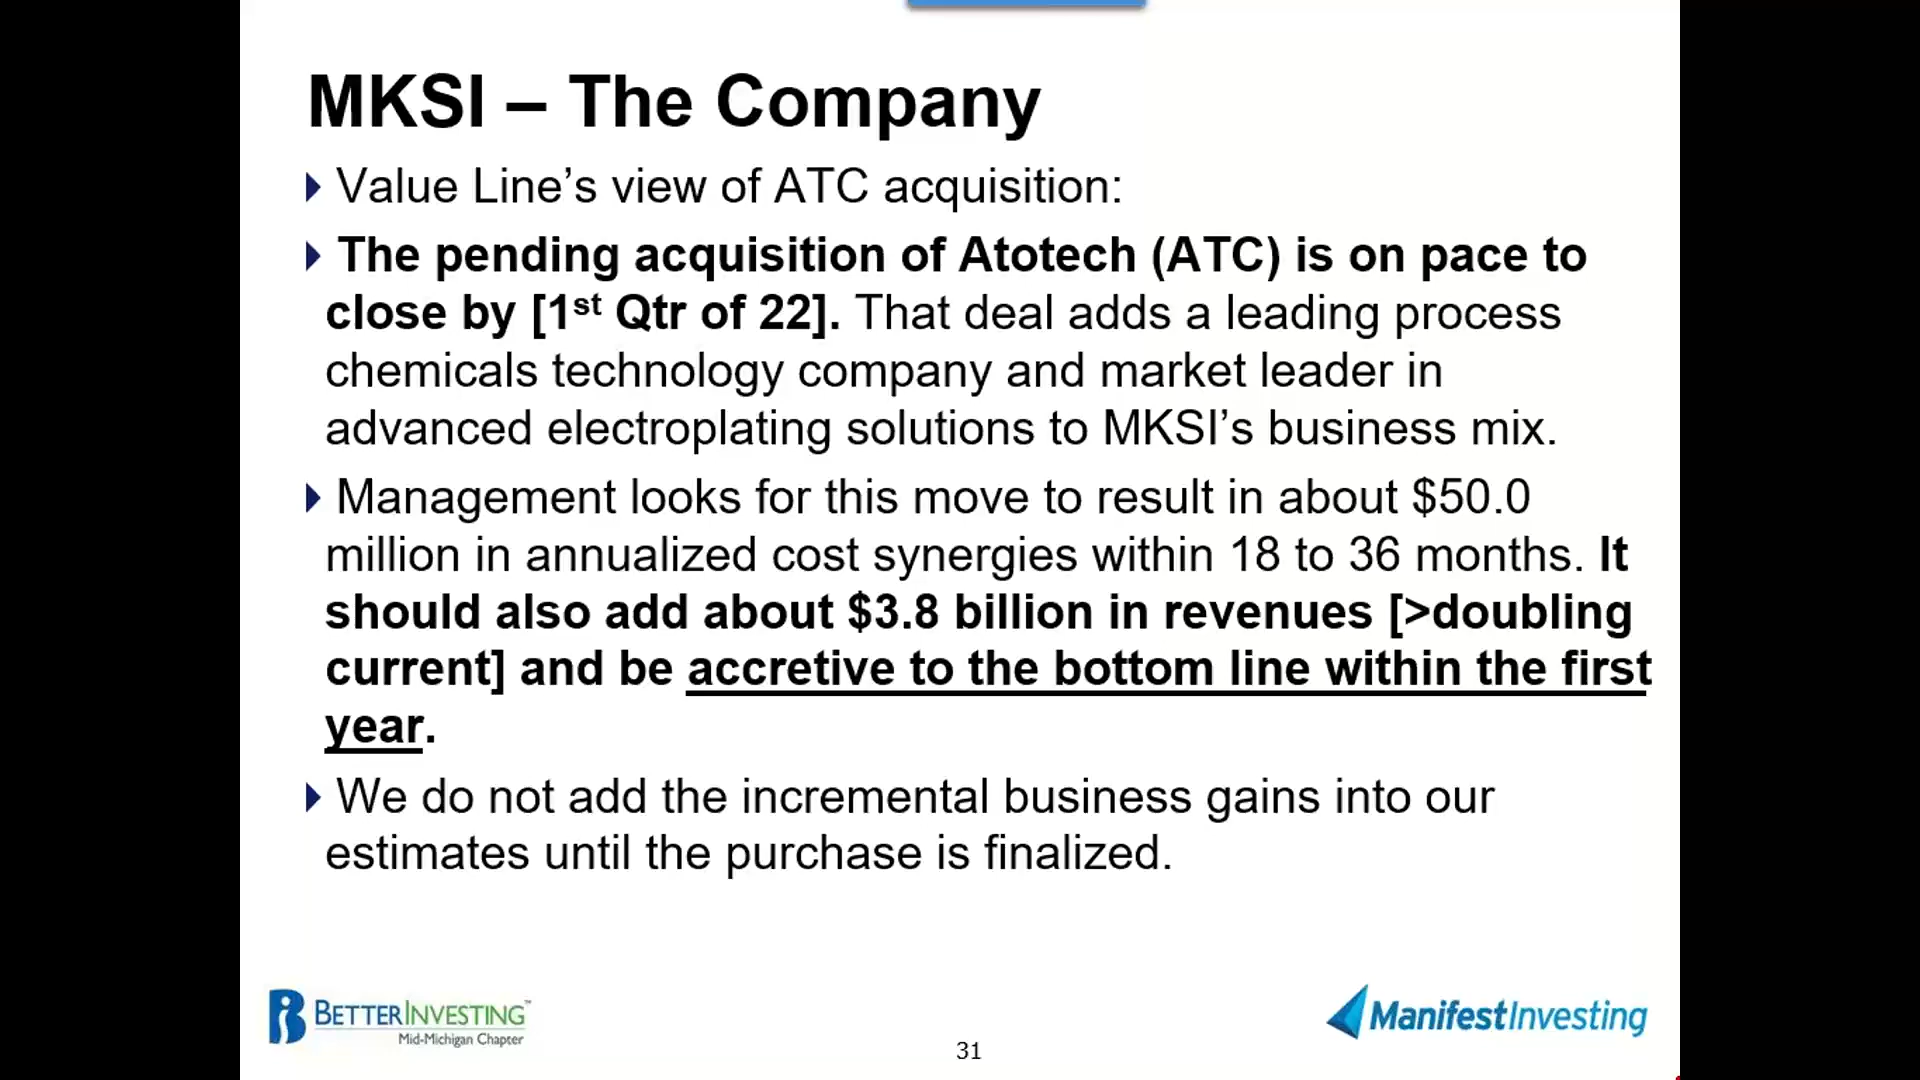 MKSI – The Company
Value Line’s view of ATC acquisition:
The pending acquisition of Atotech (ATC) is on pace to
close by [1st Qtr of 22]. That deal adds a leading process
chemicals technology company and market leader in
advanced electroplating solutions to MKSI’s business mix.
Management looks for this move to result in about $50.0
million in annualized cost synergies within 18 to 36 months. It
should also add about $3.8 billion in revenues [>doubling
current] and be accretive to the bottom line within the first
year.
We do not add the incremental business gains into our
estimates until the purchase is finalized.
BETTERINVESTING™
Mid-Michigan Chapter
ManifestInvesting
31